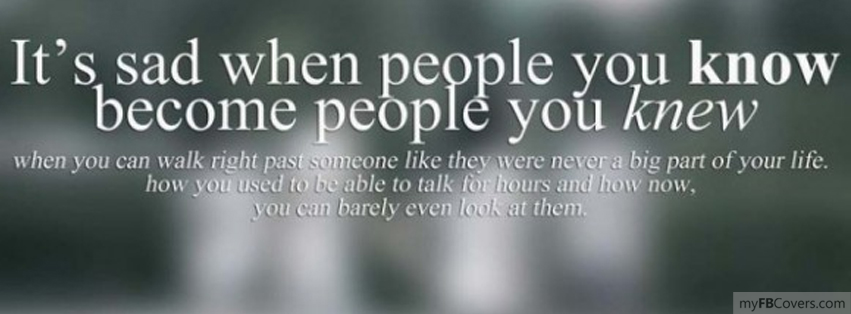 It's sad when people you know
become people you knew
when you can walk right past someone like they were never a big part of your life.
how you used to be able to talk for hours and how now,
you can barely even look at them.
myFBCovers.com